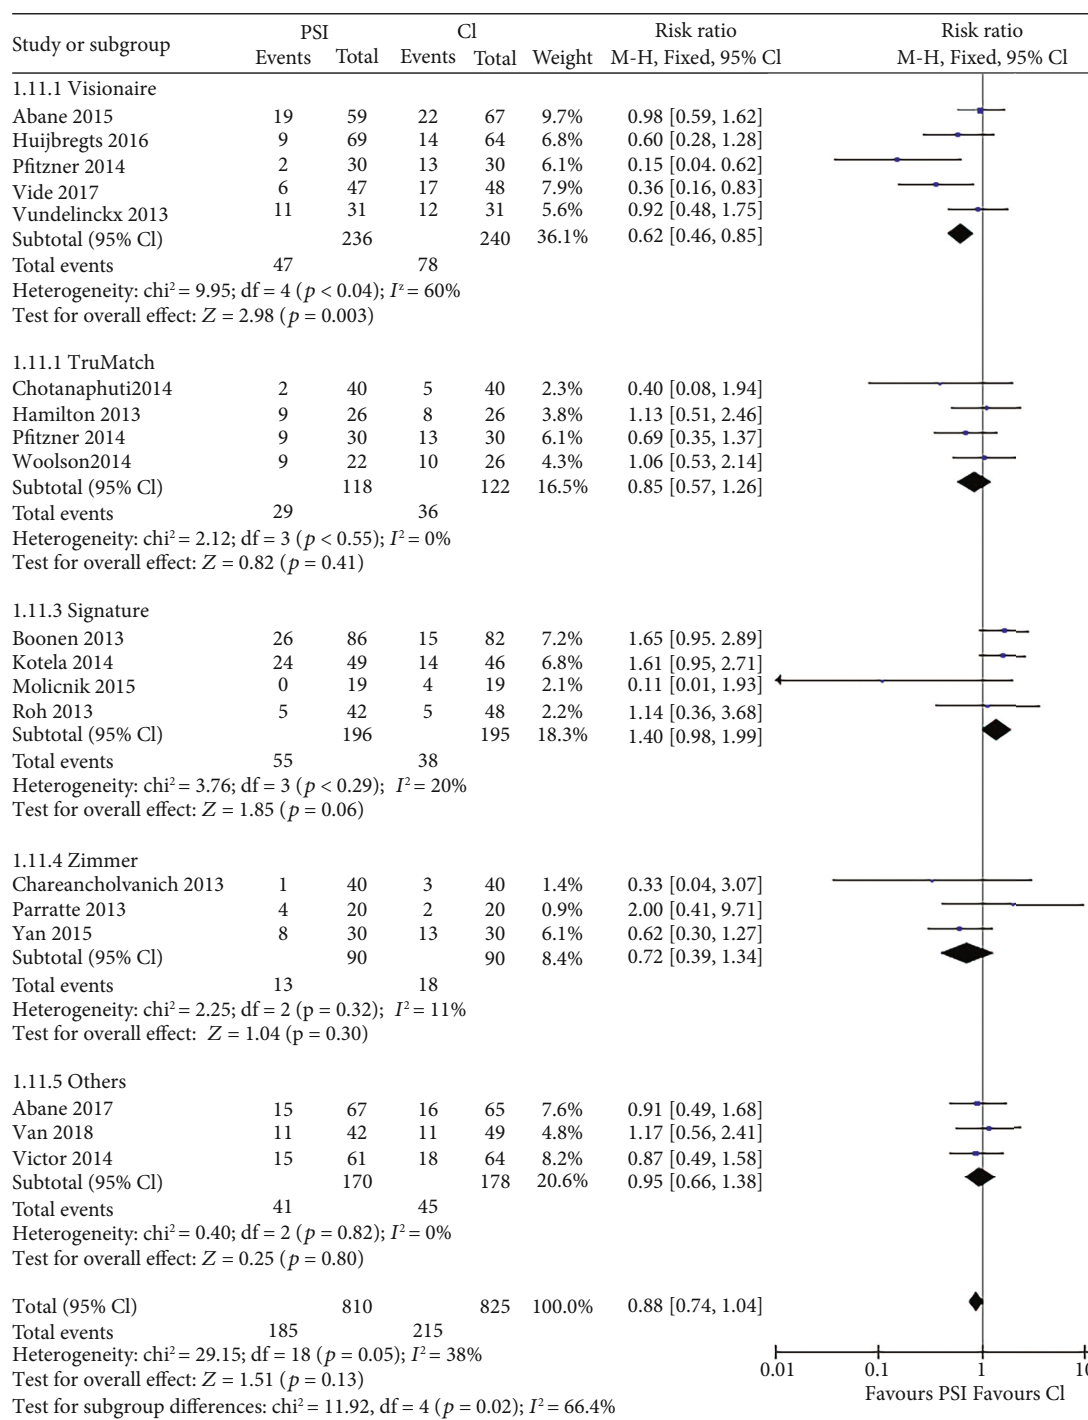 PSI Cl Risk ratio Risk ratio
Study or subgroup Events Total Events Total Weight M-H, Fixed, 95% Cl M-H, Fixed, 95% Cl
1.11.1 Visionaire
Abane 2015 19 59 22 67 9.7% 0.98 [0.59, 1.62]
Huijbregts 2016 9 69 14 64 6.8% 0.60 [0.28, 1.28]
Pfitzner 2014 2 30 13 30 6.1% 0.15 [0.04. 0.62]
Vide 2017 6 47 17 48 7.9% 0.36 [0.16, 0.83]
Vundelinckx 2013 11 31 12 31 5.6% 0.92 [0.48, 1.75]
Subtotal (95% Cl) 236 240 36.1% 0.62 [0.46, 0.85]
Total events 47 78
Heterogeneity: chi² = 9.95; df = 4 (p < 0.04); Iᶻ = 60%
Test for overall effect: Z = 2.98 (p = 0.003)
1.11.1 TruMatch
Chotanaphuti2014 2 40 5 40 2.3% 0.40 [0.08, 1.94]
Hamilton 2013 9 26 8 26 3.8% 1.13 [0.51, 2.46]
Pfitzner 2014 9 30 13 30 6.1% 0.69 [0.35, 1.37]
Woolson2014 9 22 10 26 4.3% 1.06 [0.53, 2.14]
Subtotal (95% Cl) 118 122 16.5% 0.85 [0.57, 1.26]
Total events 29 36
Heterogeneity: chi² = 2.12; df = 3 (p < 0.55); I² = 0%
Test for overall effect: Z = 0.82 (p = 0.41)
1.11.3 Signature
Boonen 2013 26 86 15 82 7.2% 1.65 [0.95. 2.89]
Kotela 2014 24 49 14 46 6.8% 1.61 [0.95, 2.71]
Molicnik 2015 0 19 4 19 2.1% 0.11 [0.01, 1.93]
Roh 2013 5 42 5 48 2.2% 1.14 [0.36, 3.68]
Subtotal (95% Cl) 196 195 18.3% 1.40 [0.98, 1.99]
Total events 55 38
Heterogeneity: chi² = 3.76; df = 3 (p < 0.29); I² = 20%
Test for overall effect: Z = 1.85 (p = 0.06)
1.11.4 Zimmer
Chareancholvanich 2013 1 40 3 40 1.4% 0.33 [0.04, 3.07]
Parratte 2013 4 20 2 20 0.9% 2.00 [0.41, 9.71]
Yan 2015 8 30 13 30 6.1% 0.62 [0.30, 1.27]
Subtotal (95% Cl) 90 90 8.4% 0.72 [0.39, 1.34]
Total events 13 18
Heterogeneity: chi² = 2.25; df = 2 (p = 0.32); I² = 11%
Test for overall effect: Z = 1.04 (p = 0.30)
1.11.5 Others
Abane 2017 15 67 16 65 7.6% 0.91 [0.49, 1.68]
Van 2018 11 42 11 49 4.8% 1.17 [0.56, 2.41]
Victor 2014 15 61 18 64 8.2% 0.87 [0.49, 1.58]
Subtotal (95% Cl) 170 178 20.6% 0.95 [0.66, 1.38]
Total events 41 45
Heterogeneity: chi² = 0.40; df = 2 (p = 0.82); I² = 0%
Test for overall effect: Z = 0.25 (p = 0.80)
Total (95% Cl) 810 825 100.0% 0.88 [0.74, 1.04]
Total events 185 215
Heterogeneity: chi² = 29.15; df = 18 (p = 0.05); I² = 38%
Test for overall effect: Z = 1.51 (p = 0.13)
Test for subgroup differences: chi² = 11.92, df = 4 (p = 0.02); I² = 66.4%
0.01 0.1 1 10
Favours PSI Favours Cl